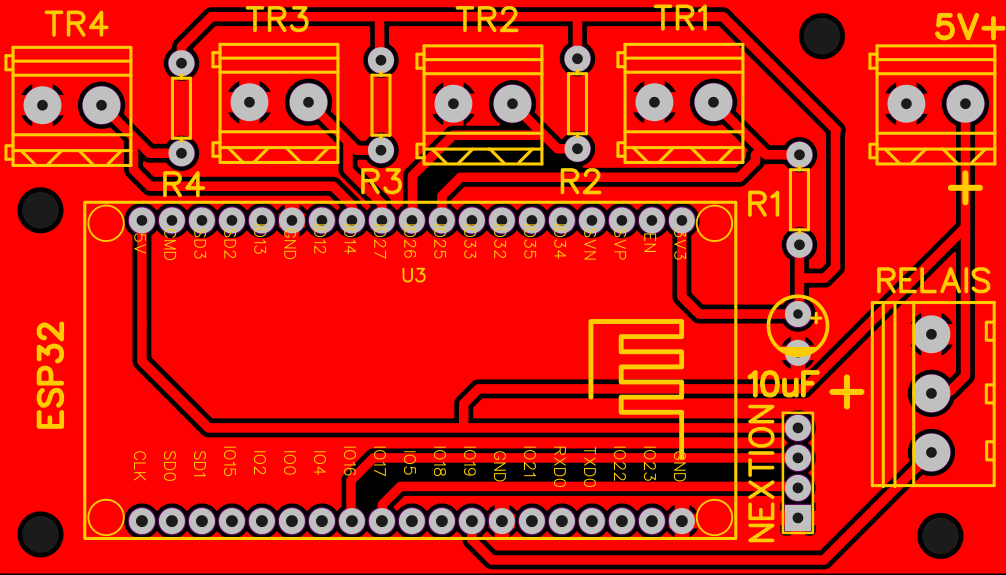 TR4
TR3
TR2
TR1
5V+
R4
R3
R2
R1
+
5V
CMD
SD3
SD2
IO13
GND
IO12
IO14
IO27
IO26
IO25
IO33
IO32
IO35
IO34
SVN
SVP
EN
3V3
U3
RELAIS
+
ESP32
10uF
+
NEXTION
CLK
SD0
SD1
IO15
IO2
IO0
IO4
IO16
IO17
IO5
IO18
IO19
GND
IO21
RXD0
TXD0
IO22
IO23
GND